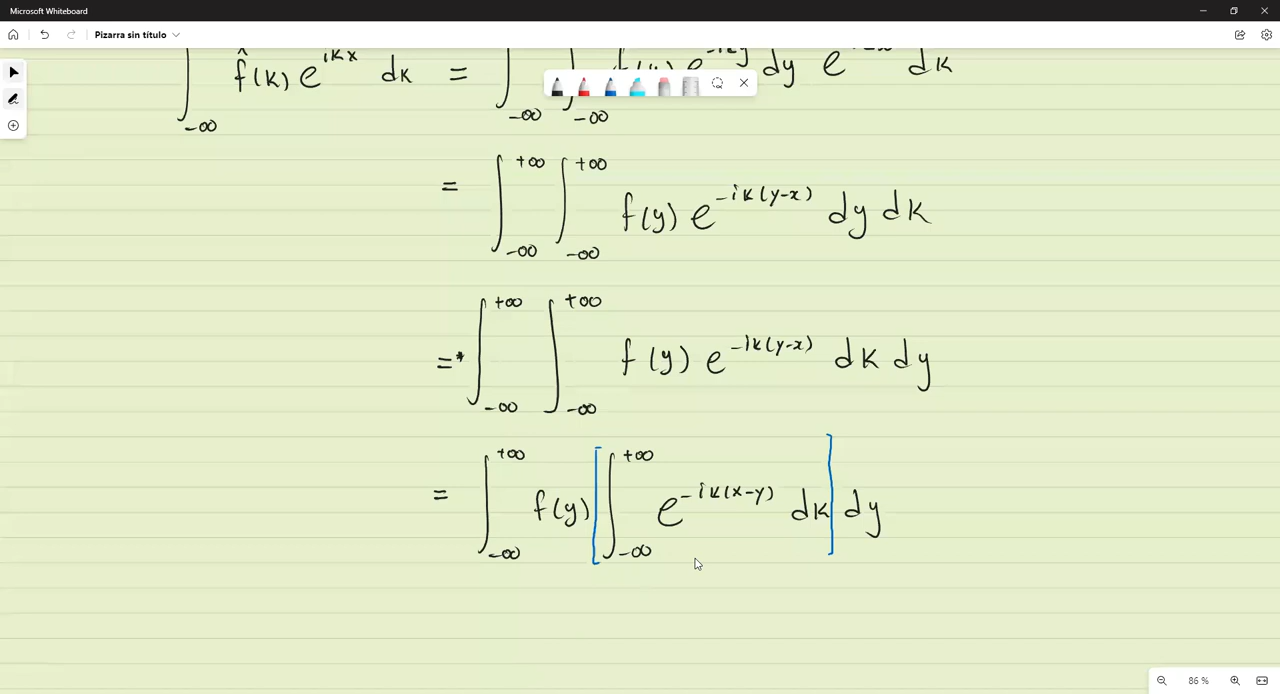 Microsoft Whiteboard
Pizarra sin título
∫_{-∞} f̂(k) e^{ikx} dk = ∫_{-∞} ∫_{-∞} dy e dk
= ∫_{-∞}^{+∞} ∫_{-∞}^{+∞} f(y) e^{-ik(y-x)} dy dk
=* ∫_{-∞}^{+∞} ∫_{-∞}^{+∞} f(y) e^{-ik(y-x)} dk dy
= ∫_{-∞}^{+∞} f(y) [ ∫_{-∞}^{+∞} e^{-ik(x-y)} dk ] dy
86 %